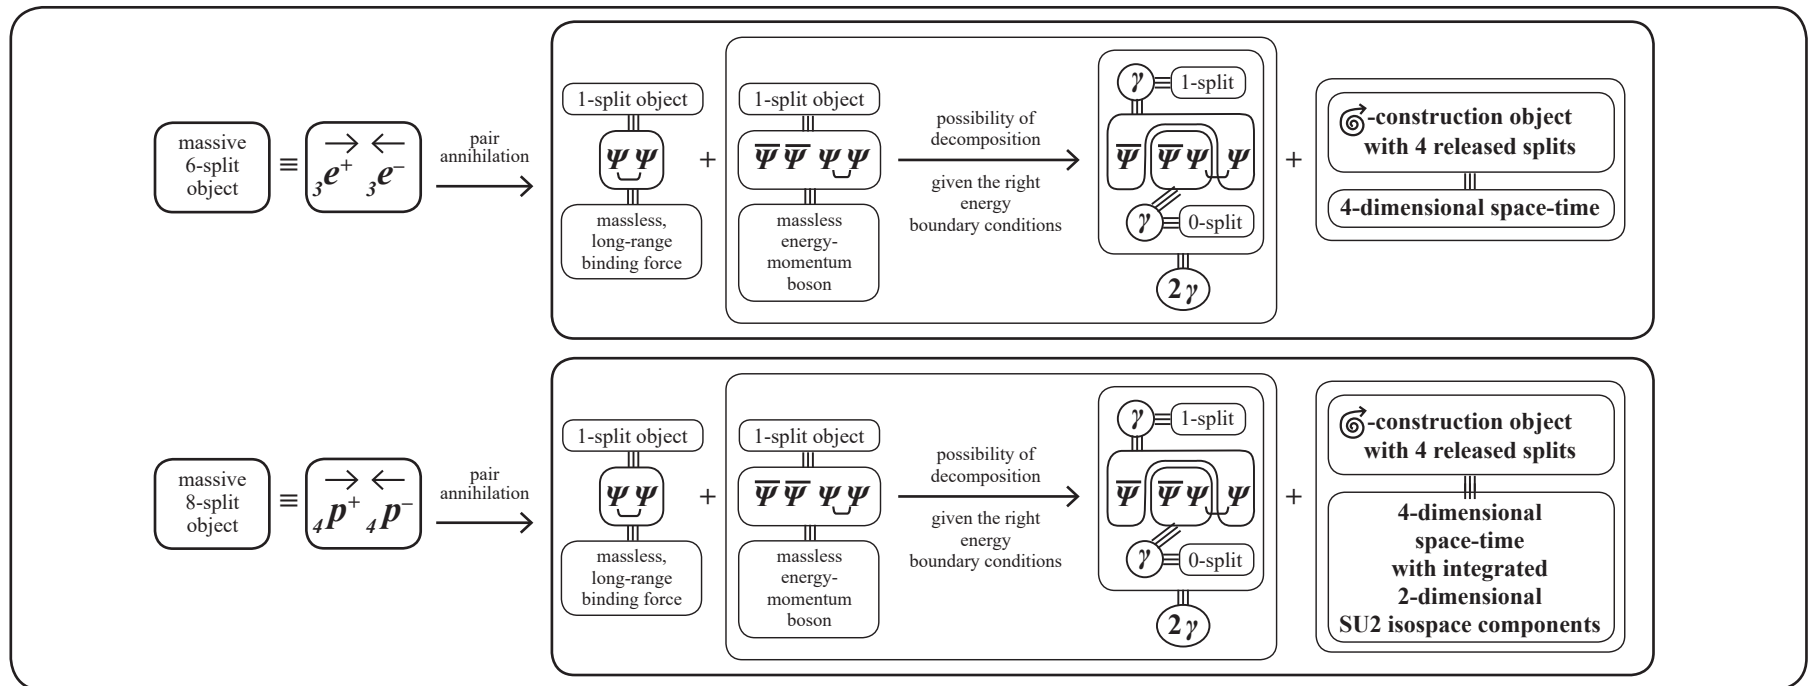 massive
6-split
object
≡
₃e⁺ ₃e⁻
pair
annihilation
1-split object
Ψ Ψ
massless,
long-range
binding force
+
1-split object
Ψ̅ Ψ̅ Ψ Ψ
massless
energy-
momentum
boson
possibility of
decomposition
given the right
energy
boundary conditions
γ 1-split
Ψ̅ Ψ̅ Ψ Ψ
γ 0-split
2γ
+
-construction object
with 4 released splits
4-dimensional space-time
massive
8-split
object
≡
₄p⁺ ₄p⁻
pair
annihilation
1-split object
Ψ Ψ
massless,
long-range
binding force
+
1-split object
Ψ̅ Ψ̅ Ψ Ψ
massless
energy-
momentum
boson
possibility of
decomposition
given the right
energy
boundary conditions
γ 1-split
Ψ̅ Ψ̅ Ψ Ψ
γ 0-split
2γ
+
-construction object
with 4 released splits
4-dimensional
space-time
with integrated
2-dimensional
SU2 isospace components